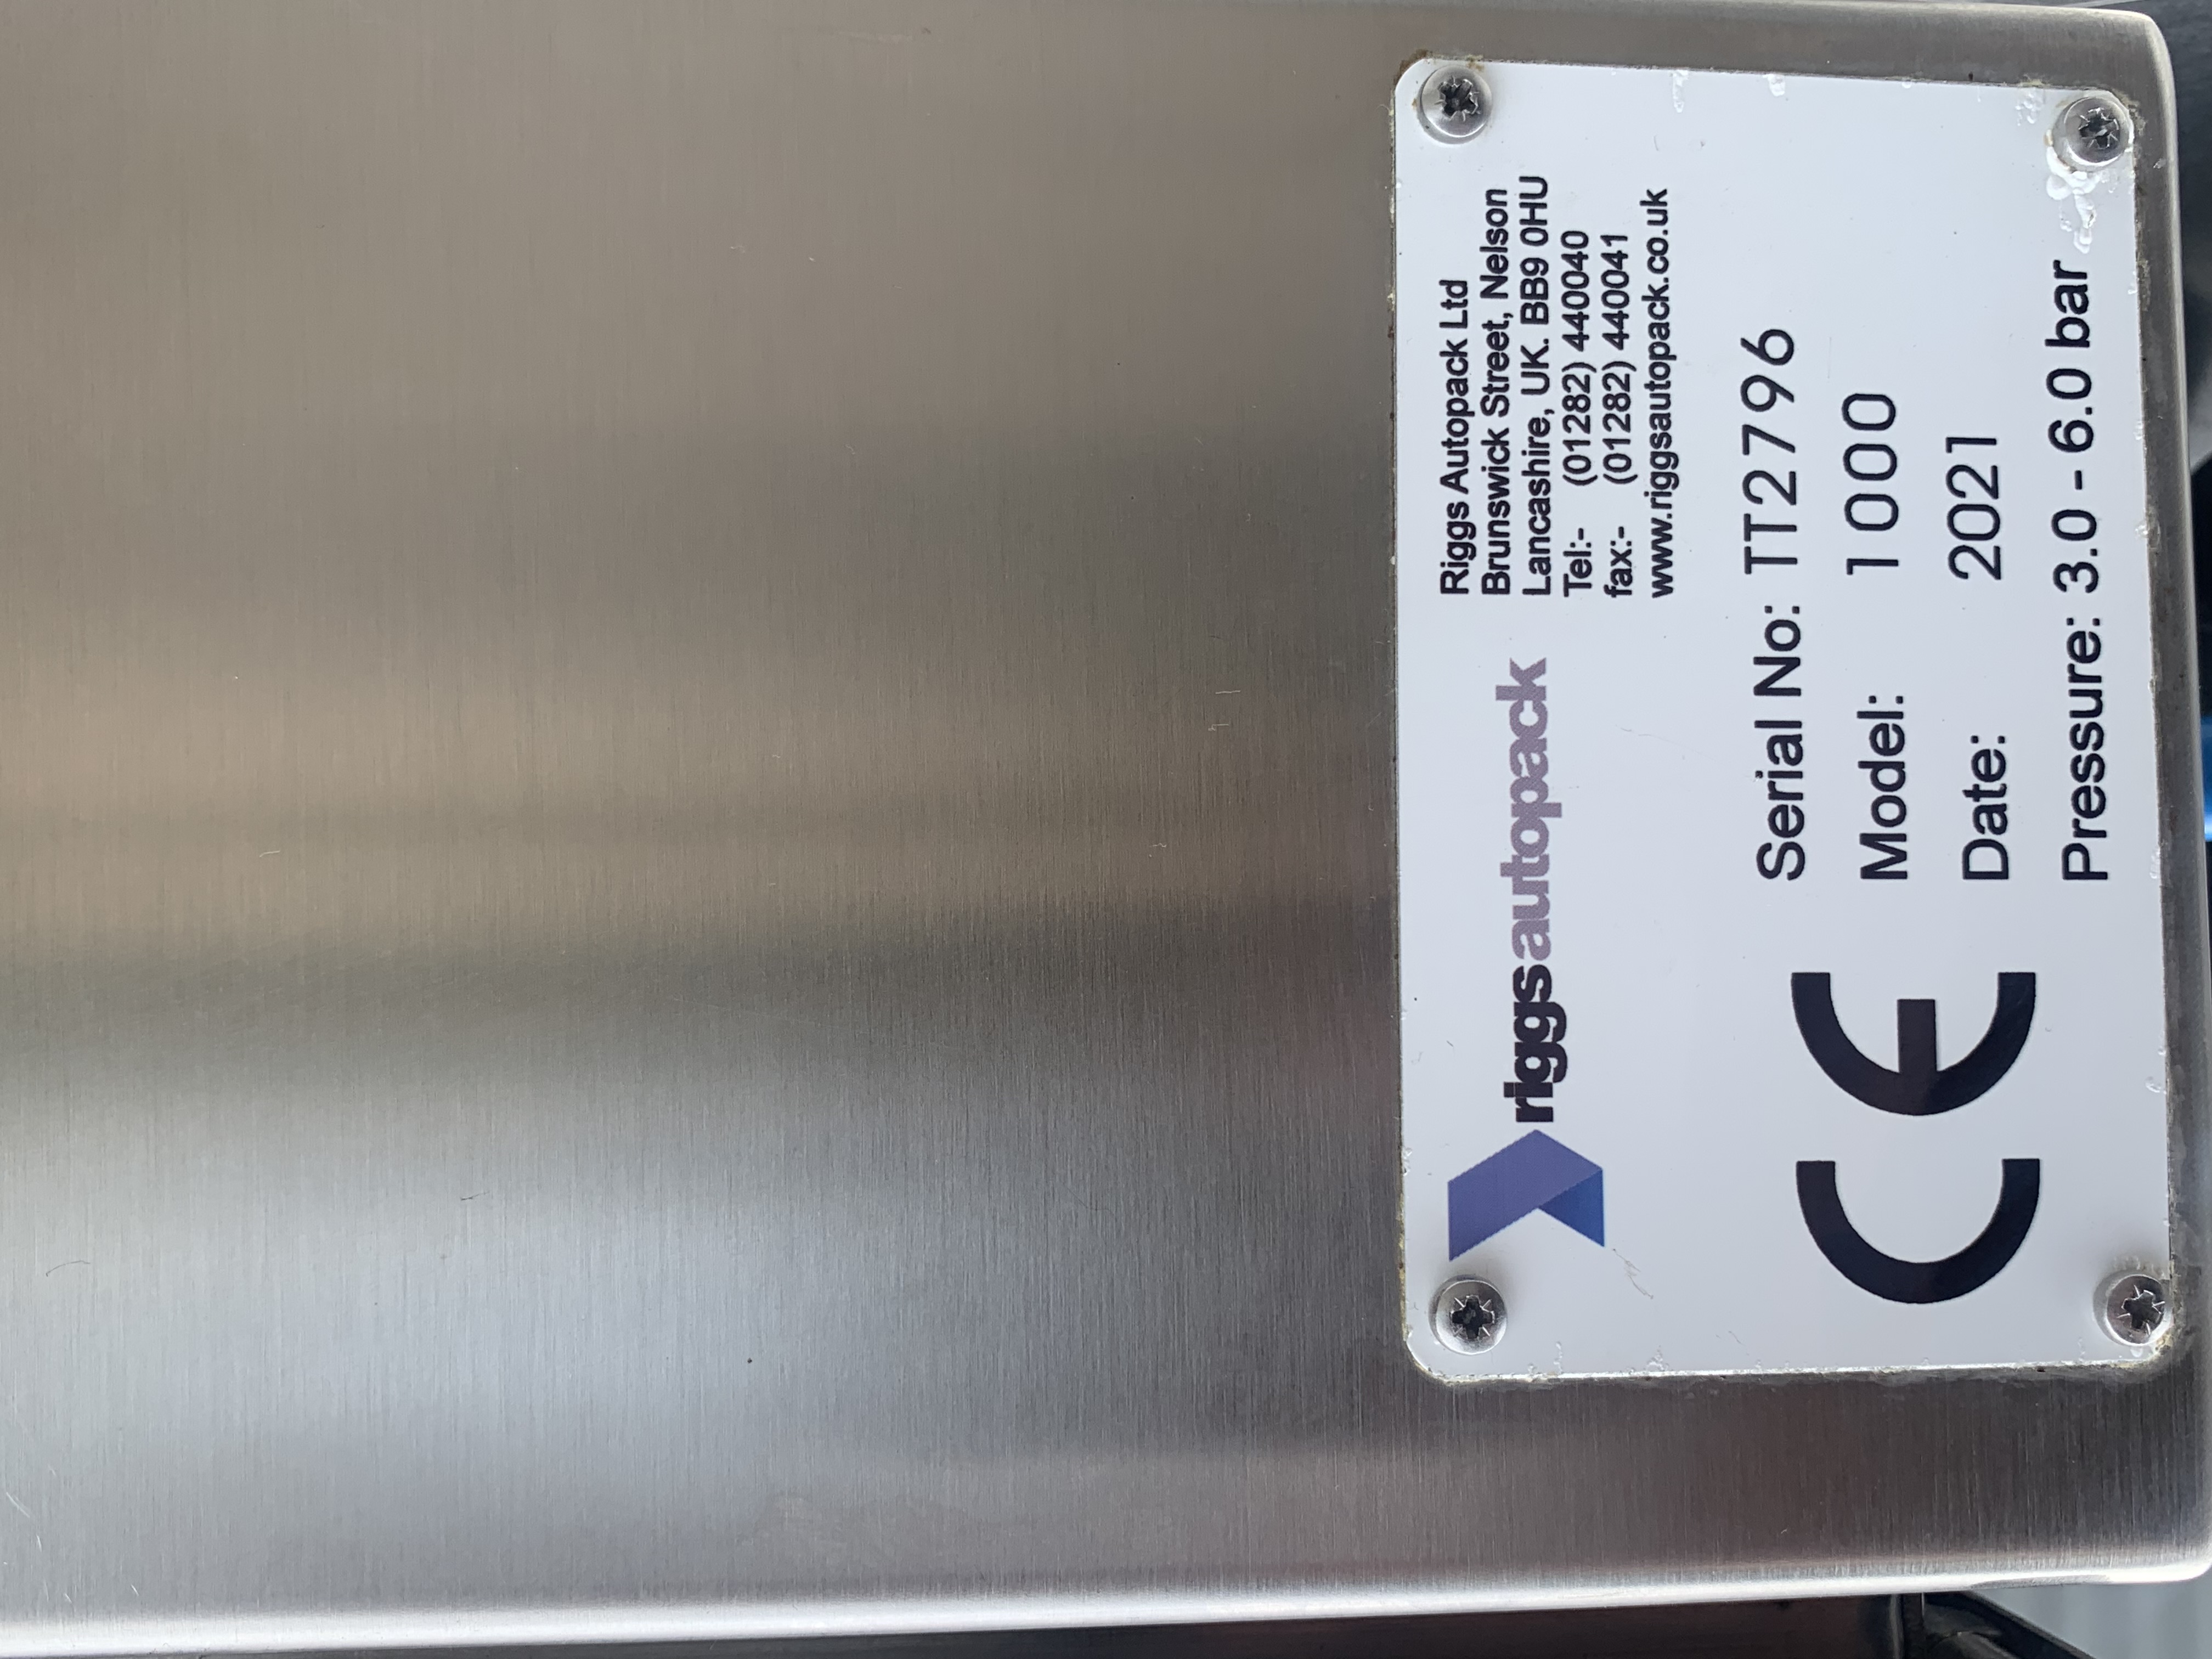 riggsautopack
Riggs Autopack Ltd
Brunswick Street, Nelson
Lancashire, UK. BB9 0HU
Tel:- (01282) 440040
fax:- (01282) 440041
www.riggsautopack.co.uk
CE
Serial No: TT2796
Model: 1000
Date: 2021
Pressure: 3.0 - 6.0 bar